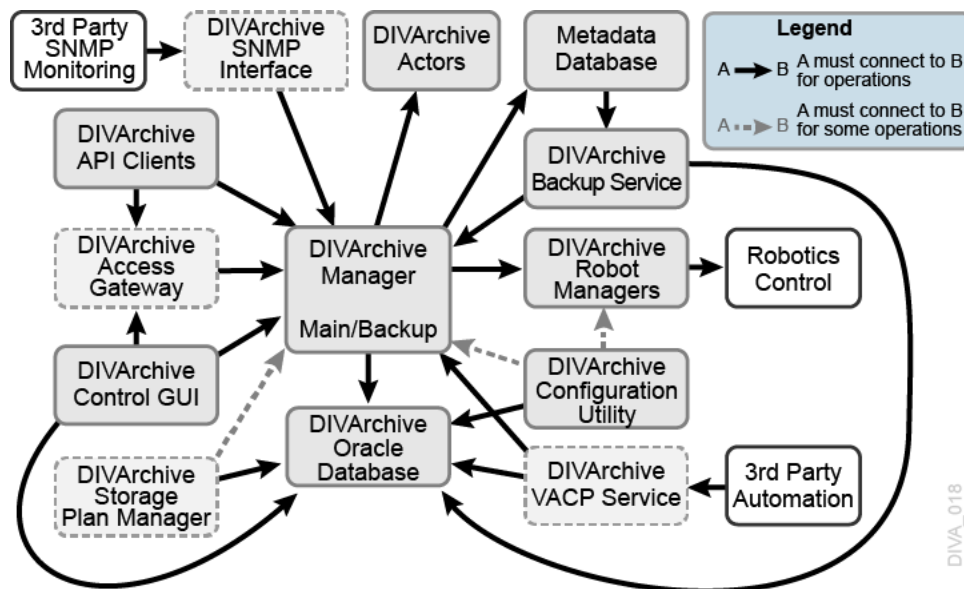 3rd Party
SNMP
Monitoring
DIVArchive
SNMP
Interface
DIVArchive
Actors
Metadata
Database
Legend
A
B
A must connect to B
for operations
A
B
A must connect to B
for some operations
DIVArchive
API Clients
DIVArchive
Backup Service
DIVArchive
Access
Gateway
DIVArchive
Manager
Main/Backup
DIVArchive
Robot
Managers
Robotics
Control
DIVArchive
Control GUI
DIVArchive
Configuration
Utility
DIVArchive
Storage
Plan Manager
DIVArchive
Oracle
Database
DIVArchive
VACP Service
3rd Party
Automation
DIVA_018